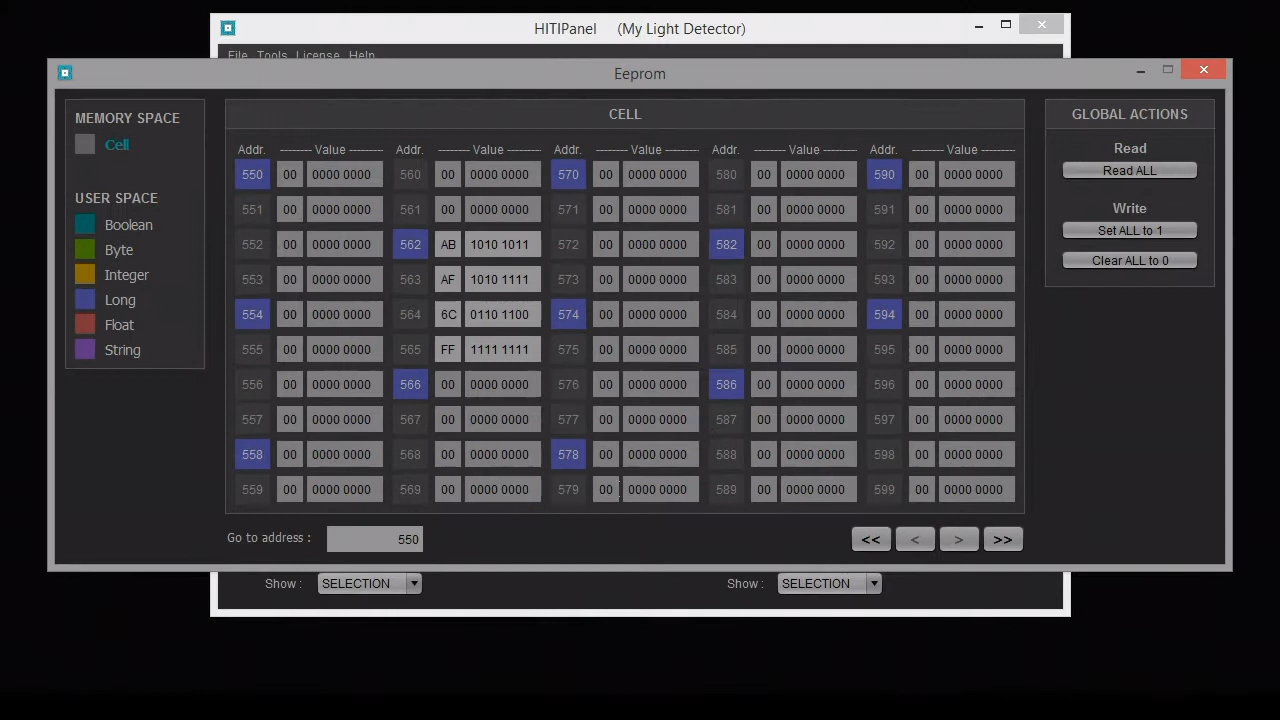 HITIPanel (My Light Detector)
File Tools License Help
Eeprom
MEMORY SPACE
Cell
USER SPACE
Boolean
Byte
Integer
Long
Float
String
CELL
Addr. -------- Value --------- Addr. -------- Value --------- Addr. -------- Value --------- Addr. -------- Value --------- Addr. -------- Value ---------
550 00 0000 0000 560 00 0000 0000 570 00 0000 0000 580 00 0000 0000 590 00 0000 0000
551 00 0000 0000 561 00 0000 0000 571 00 0000 0000 581 00 0000 0000 591 00 0000 0000
552 00 0000 0000 562 AB 1010 1011 572 00 0000 0000 582 00 0000 0000 592 00 0000 0000
553 00 0000 0000 563 AF 1010 1111 573 00 0000 0000 583 00 0000 0000 593 00 0000 0000
554 00 0000 0000 564 6C 0110 1100 574 00 0000 0000 584 00 0000 0000 594 00 0000 0000
555 00 0000 0000 565 FF 1111 1111 575 00 0000 0000 585 00 0000 0000 595 00 0000 0000
556 00 0000 0000 566 00 0000 0000 576 00 0000 0000 586 00 0000 0000 596 00 0000 0000
557 00 0000 0000 567 00 0000 0000 577 00 0000 0000 587 00 0000 0000 597 00 0000 0000
558 00 0000 0000 568 00 0000 0000 578 00 0000 0000 588 00 0000 0000 598 00 0000 0000
559 00 0000 0000 569 00 0000 0000 579 00 0000 0000 589 00 0000 0000 599 00 0000 0000
Go to address : 550 << < > >>
GLOBAL ACTIONS
Read
Read ALL
Write
Set ALL to 1
Clear ALL to 0
Show : SELECTION Show : SELECTION